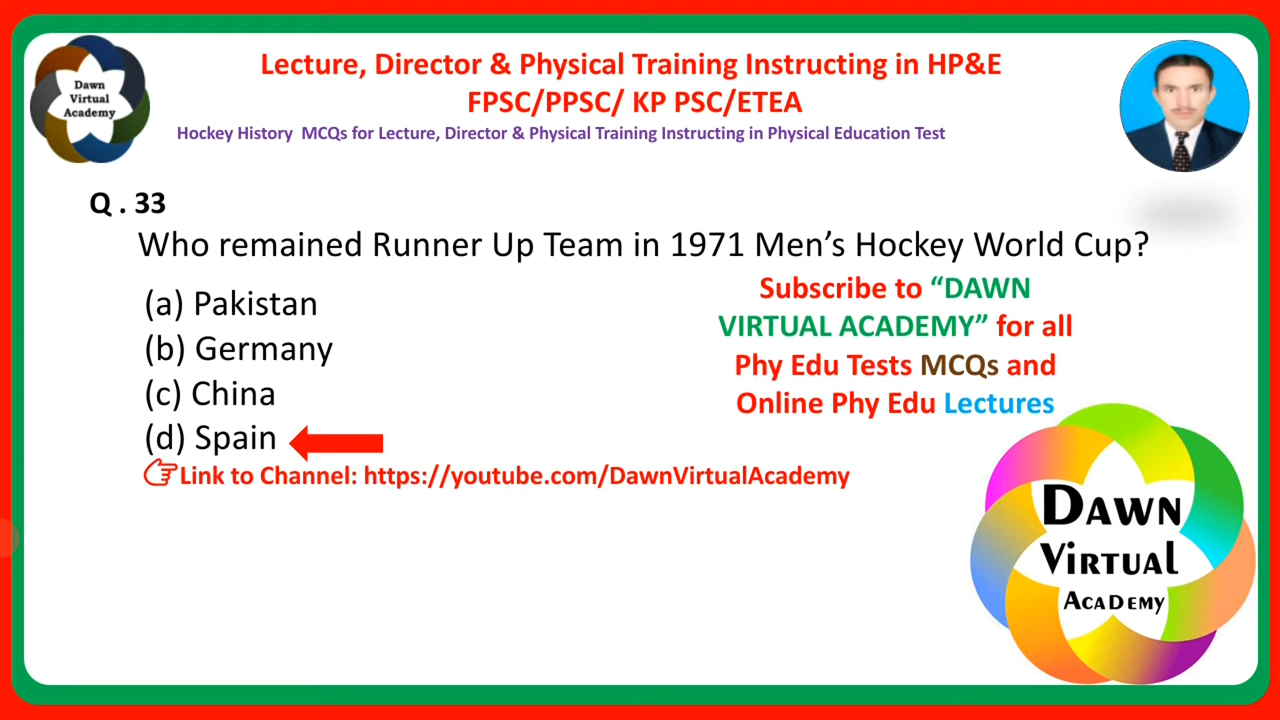 Dawn
Virtual
Academy
Lecture, Director & Physical Training Instructing in HP&E
FPSC/PPSC/ KP PSC/ETEA
Hockey History  MCQs for Lecture, Director & Physical Training Instructing in Physical Education Test
Q . 33
Who remained Runner Up Team in 1971 Men’s Hockey World Cup?
(a) Pakistan
(b) Germany
(c) China
(d) Spain
Subscribe to “DAWN
VIRTUAL ACADEMY” for all
Phy Edu Tests MCQs and
Online Phy Edu Lectures
Link to Channel: https://youtube.com/DawnVirtualAcademy
DAWN
VIRTUAL
ACADEMY